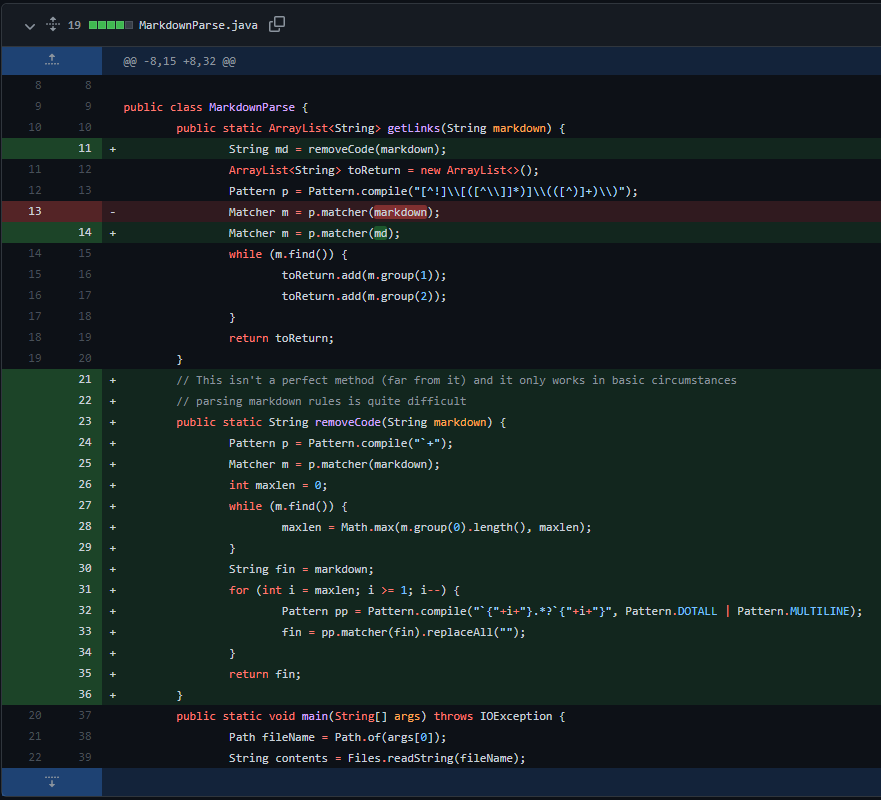 19 MarkdownParse.java
@@ -8,15 +8,32 @@
8 8
9 9 public class MarkdownParse {
10 10 public static ArrayList<String> getLinks(String markdown) {
11 + String md = removeCode(markdown);
11 12 ArrayList<String> toReturn = new ArrayList<>();
12 13 Pattern p = Pattern.compile("[^!]\\[([^\\]]*)]\\(([^)]+)\\)");
13 - Matcher m = p.matcher(markdown);
14 + Matcher m = p.matcher(md);
14 15 while (m.find()) {
15 16 toReturn.add(m.group(1));
16 17 toReturn.add(m.group(2));
17 18 }
18 19 return toReturn;
19 20 }
21 + // This isn't a perfect method (far from it) and it only works in basic circumstances
22 + // parsing markdown rules is quite difficult
23 + public static String removeCode(String markdown) {
24 + Pattern p = Pattern.compile("`+");
25 + Matcher m = p.matcher(markdown);
26 + int maxlen = 0;
27 + while (m.find()) {
28 + maxlen = Math.max(m.group(0).length(), maxlen);
29 + }
30 + String fin = markdown;
31 + for (int i = maxlen; i >= 1; i--) {
32 + Pattern pp = Pattern.compile("`{"+i+"}.*?`{"+i+"}", Pattern.DOTALL | Pattern.MULTILINE);
33 + fin = pp.matcher(fin).replaceAll("");
34 + }
35 + return fin;
36 + }
20 37 public static void main(String[] args) throws IOException {
21 38 Path fileName = Path.of(args[0]);
22 39 String contents = Files.readString(fileName);